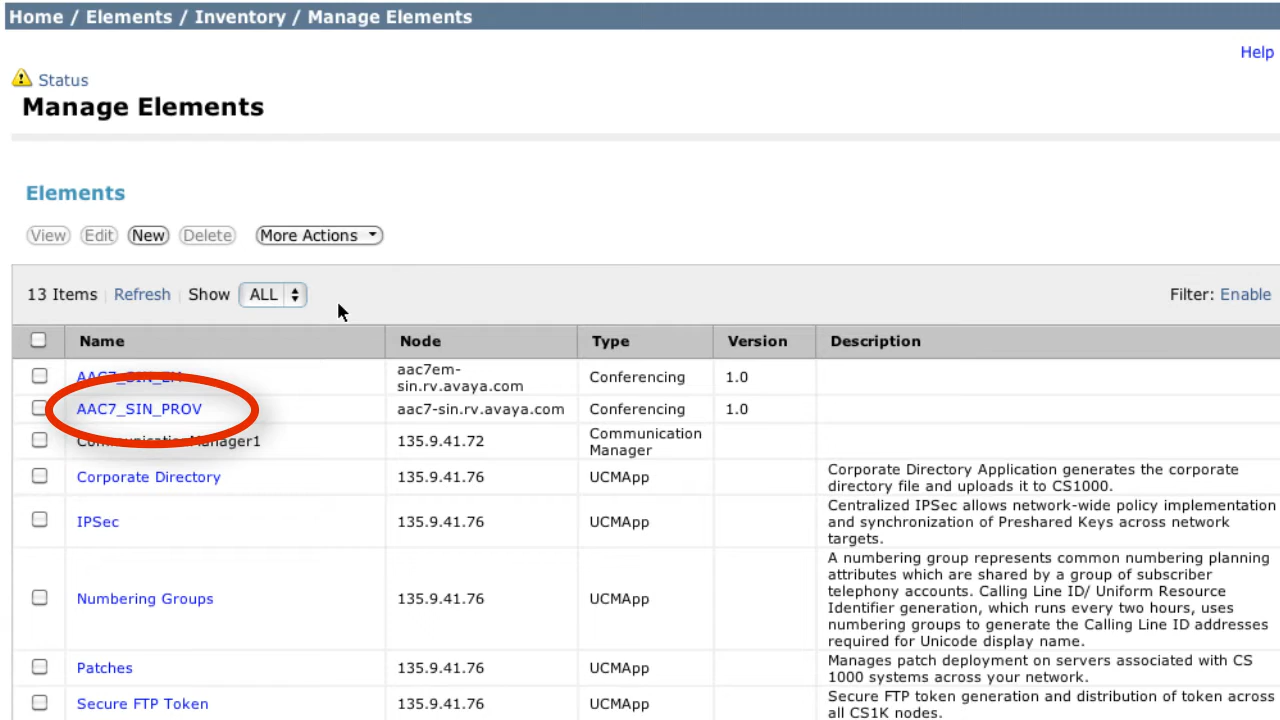 Home / Elements / Inventory / Manage Elements
Help
Status
Manage Elements
Elements
View Edit New Delete More Actions
13 Items Refresh Show ALL Filter: Enable
Name Node Type Version Description
AAC7_SIN_EM aac7em-sin.rv.avaya.com Conferencing 1.0
AAC7_SIN_PROV aac7-sin.rv.avaya.com Conferencing 1.0
CommunicationManager1 135.9.41.72 Communication Manager
Corporate Directory 135.9.41.76 UCMApp Corporate Directory Application generates the corporate
directory file and uploads it to CS1000.
IPSec 135.9.41.76 UCMApp Centralized IPSec allows network-wide policy implementation
and synchronization of Preshared Keys across network
targets.
Numbering Groups 135.9.41.76 UCMApp A numbering group represents common numbering planning
attributes which are shared by a group of subscriber
telephony accounts. Calling Line ID/ Uniform Resource
Identifier generation, which runs every two hours, uses
numbering groups to generate the Calling Line ID addresses
required for Unicode display name.
Patches 135.9.41.76 UCMApp Manages patch deployment on servers associated with CS
1000 systems across your network.
Secure FTP Token 135.9.41.76 UCMApp Secure FTP token generation and distribution of token across
all CS1K nodes.